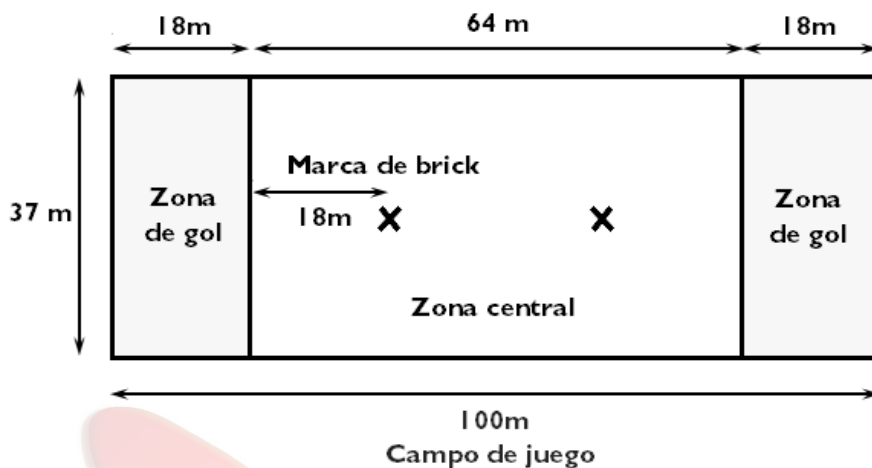 18m
64 m
18m
Marca de brick
18m
Zona
de gol
37 m
Zona
de gol
Zona central
100m
Campo de juego